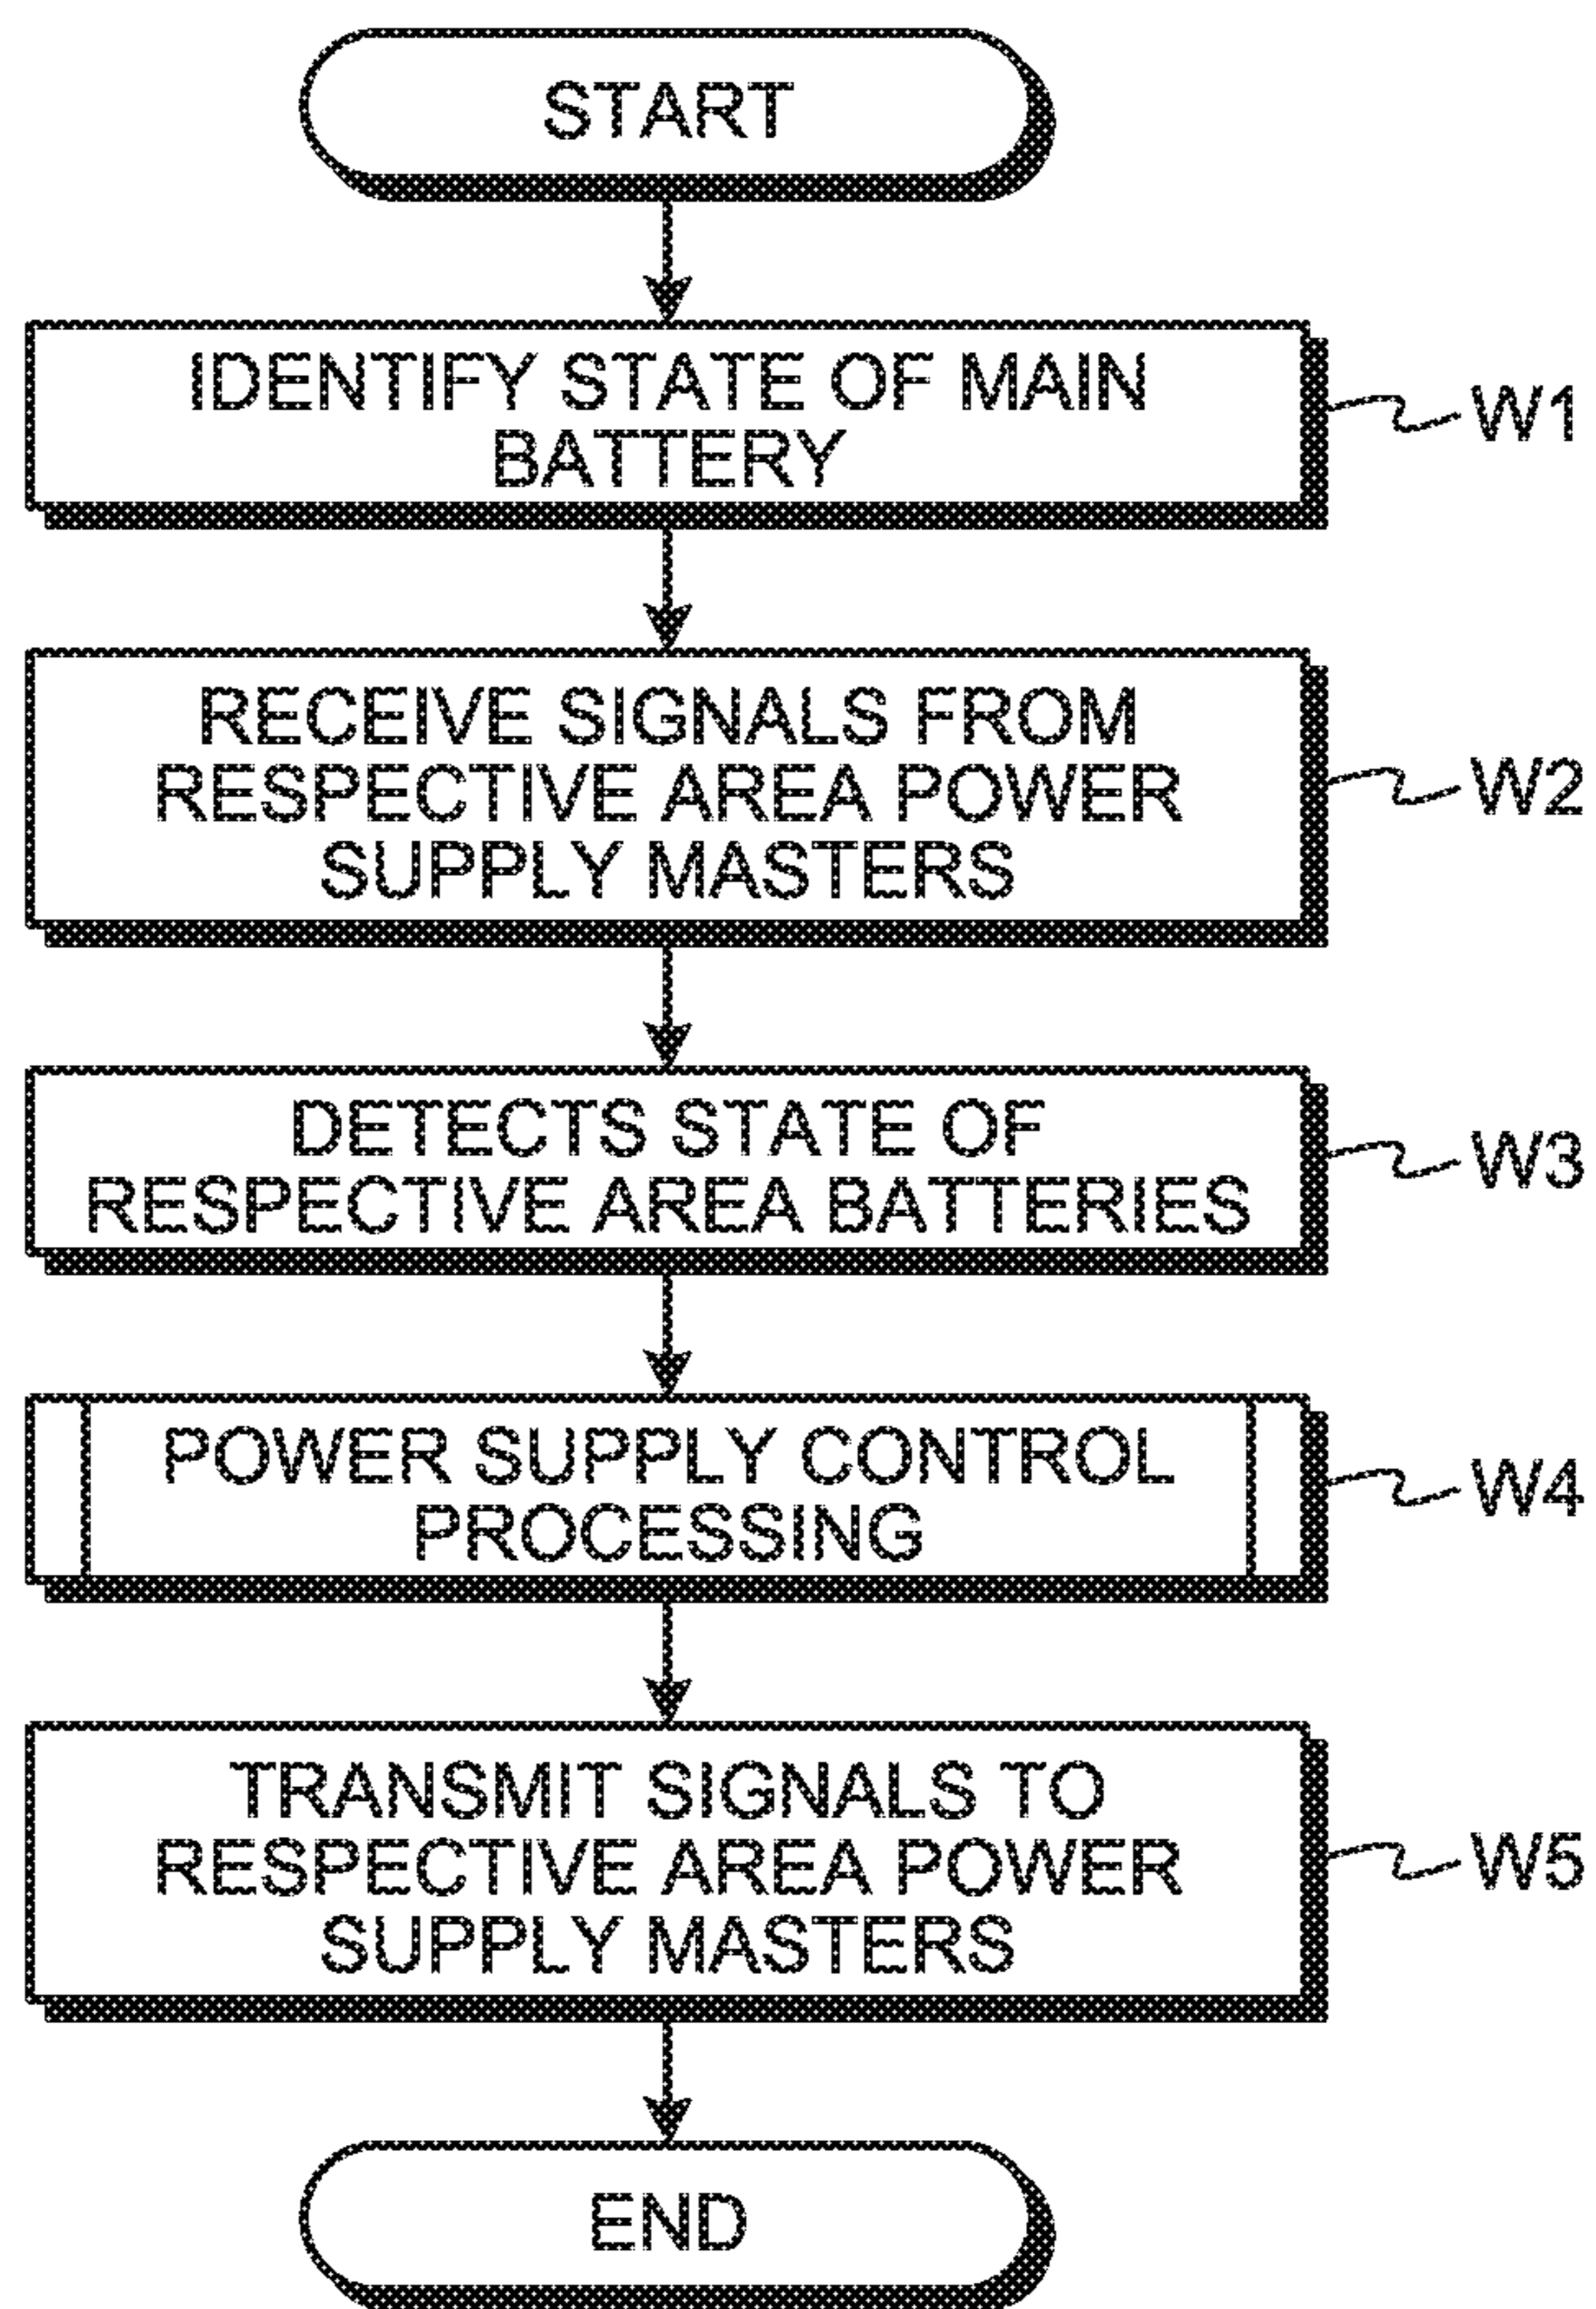 START
IDENTIFY STATE OF MAIN
BATTERY
W1
RECEIVE SIGNALS FROM
RESPECTIVE AREA POWER
SUPPLY MASTERS
W2
DETECTS STATE OF
RESPECTIVE AREA BATTERIES
W3
POWER SUPPLY CONTROL
PROCESSING
W4
TRANSMIT SIGNALS TO
RESPECTIVE AREA POWER
SUPPLY MASTERS
W5
END